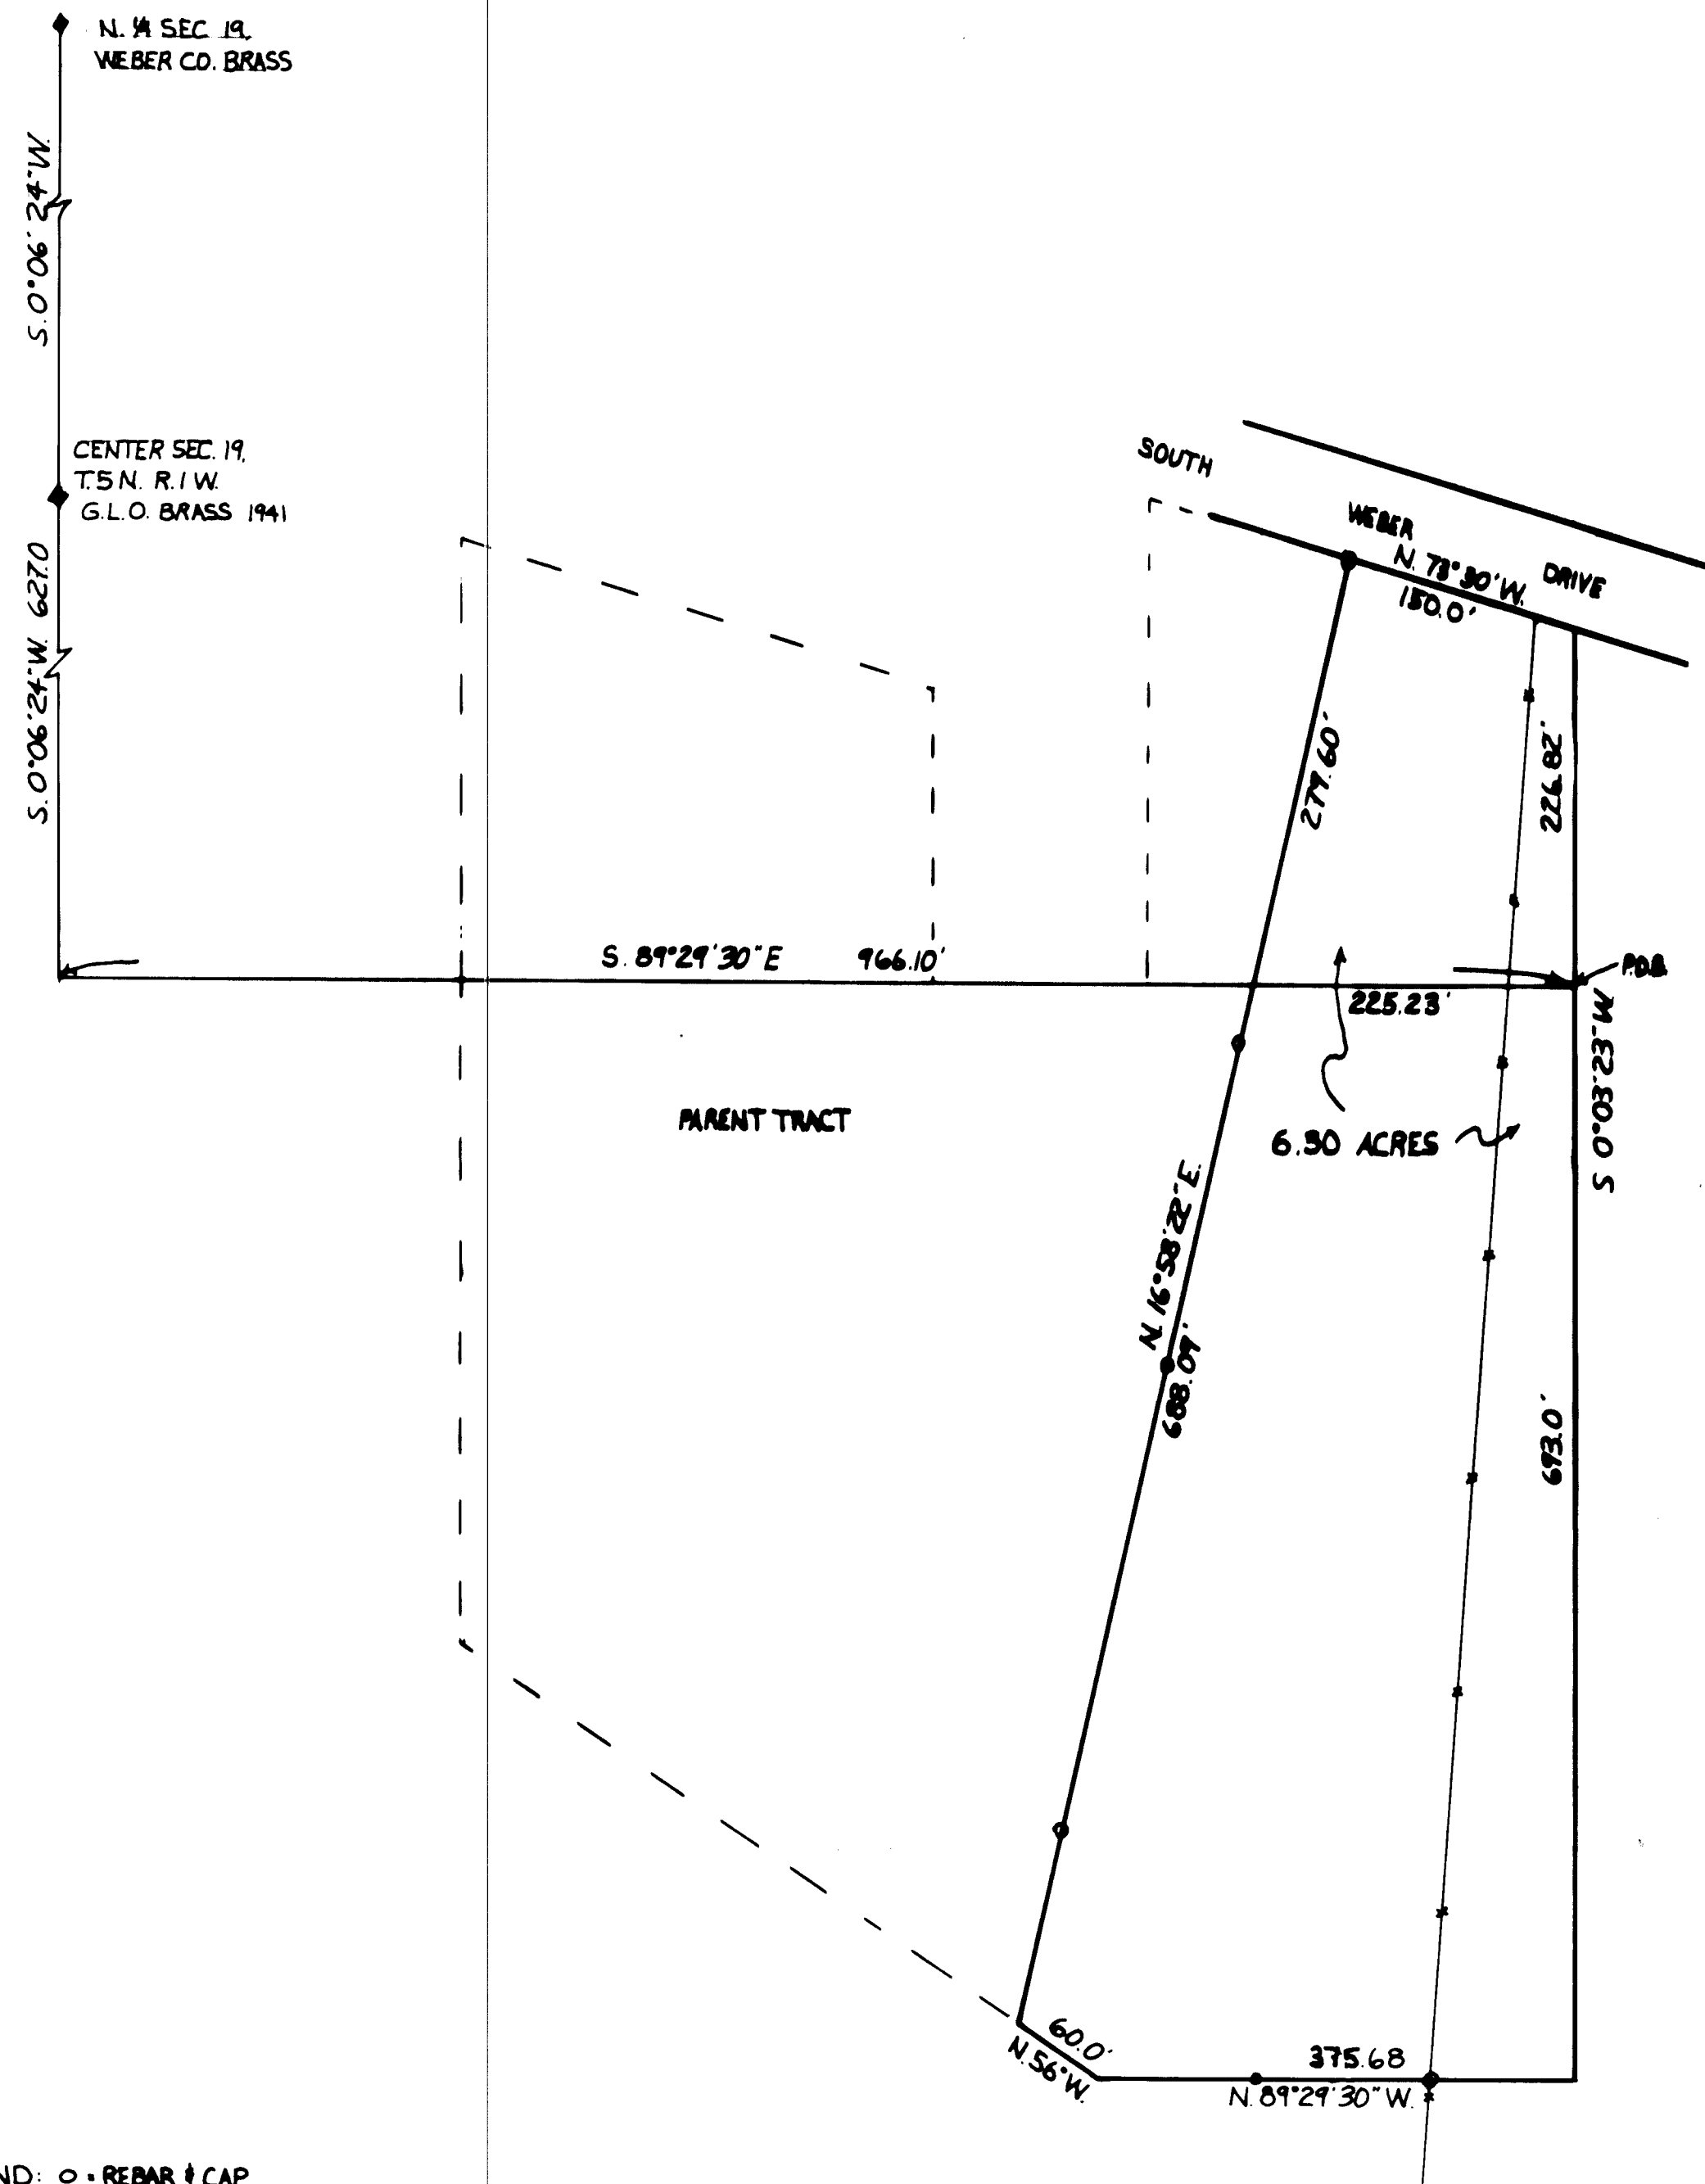 N. 1/4 SEC 19,
WEBER CO. BRASS
S. 0°06' 24" W.
CENTER SEC. 19,
T.5 N. R.1 W.
G.L.O. BRASS 1941
S. 0°06'24" W. 627.0
SOUTH
WEBER
DRIVE
N. 73°30' W.
150.0'
279.60'
226.82'
S. 89°29'30" E 966.10'
P.O.B.
225.23'
S 0°03'23" W
PARENT TRACT
6.30 ACRES
N. 16°58'22" E.
688.09'
693.0'
60.0'
N. 56° W.
375.68
N. 89°29'30" W.
ND: O = REBAR & CAP